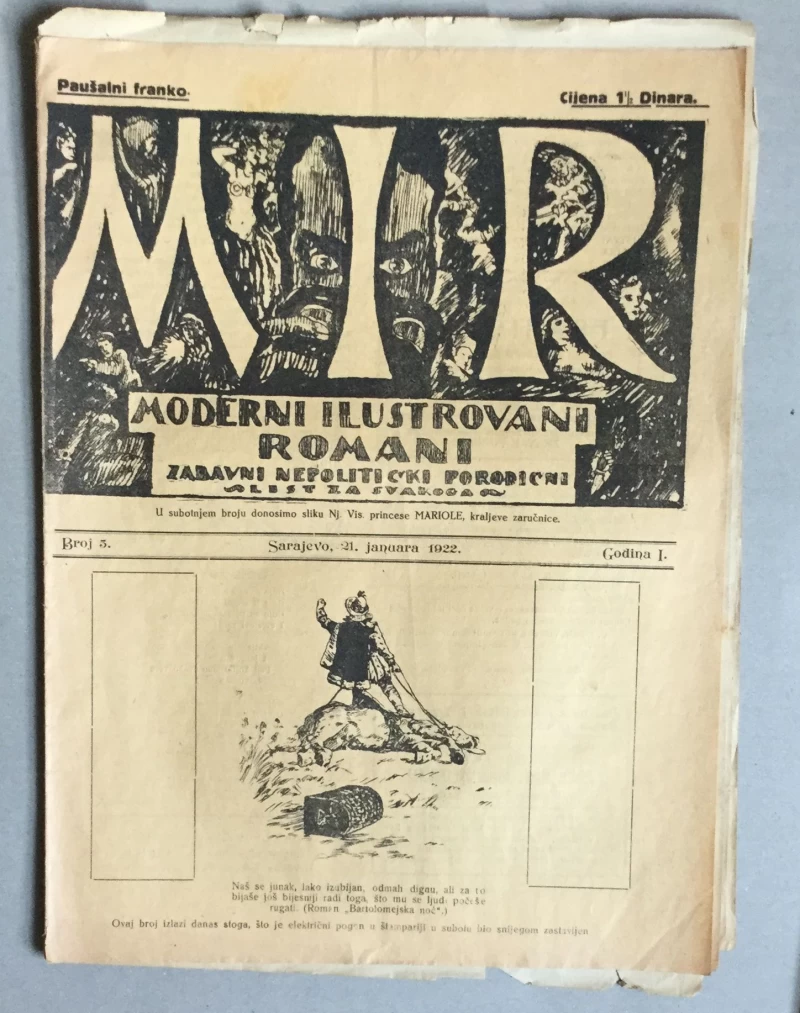 Paušalni franko.
Cijena 1½ Dinara.
MIR
MODERNI ILUSTROVANI
ROMANI
ZABAVNI NEPOLITIČKI PORODIČNI
LIST ZA SVAKOGA
U subotnjem broju donosimo sliku Nj. Vis. princese MARIOLE, kraljeve zaručnice.
Broj 3.
Sarajevo, 21. januara 1922.
Godina I.
Naš se junak, iako izubijan, odmah dignu, ali za to
bijaše još bješnji radi toga, što mu se ljudi počeše
rugati. (Roman „Bartolomejska noć“.)
Ovaj broj izlazi danas stoga, što je električni pogon u štampariji u subotu bio snijegom zastavljen